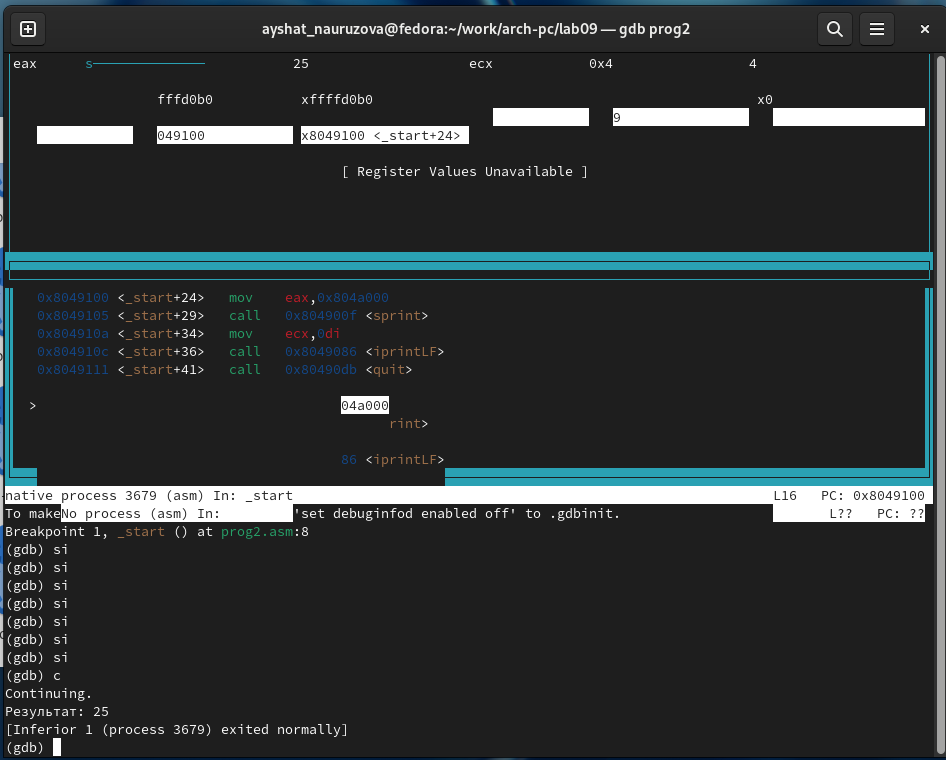 ayshat_nauruzova@fedora:~/work/arch-pc/lab09 — gdb prog2
eax s 25 ecx 0x4 4
fffd0b0 xffffd0b0 x0
9
049100 x8049100 <_start+24>
[ Register Values Unavailable ]
0x8049100 <_start+24> mov eax,0x804a000
0x8049105 <_start+29> call 0x804900f <sprint>
0x804910a <_start+34> mov ecx,0di
0x804910c <_start+36> call 0x8049086 <iprintLF>
0x8049111 <_start+41> call 0x80490db <quit>
> 04a000
rint>
86 <iprintLF>
native process 3679 (asm) In: _start L16 PC: 0x8049100
To makeNo process (asm) In: 'set debuginfod enabled off' to .gdbinit. L?? PC: ??
Breakpoint 1, _start () at prog2.asm:8
(gdb) si
(gdb) si
(gdb) si
(gdb) si
(gdb) si
(gdb) si
(gdb) si
(gdb) c
Continuing.
Результат: 25
[Inferior 1 (process 3679) exited normally]
(gdb)